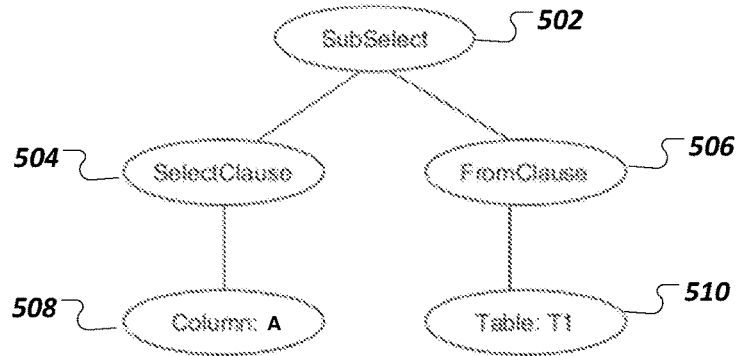 SubSelect 502
504 SelectClause FromClause 506
508 Column: A Table: T1 510